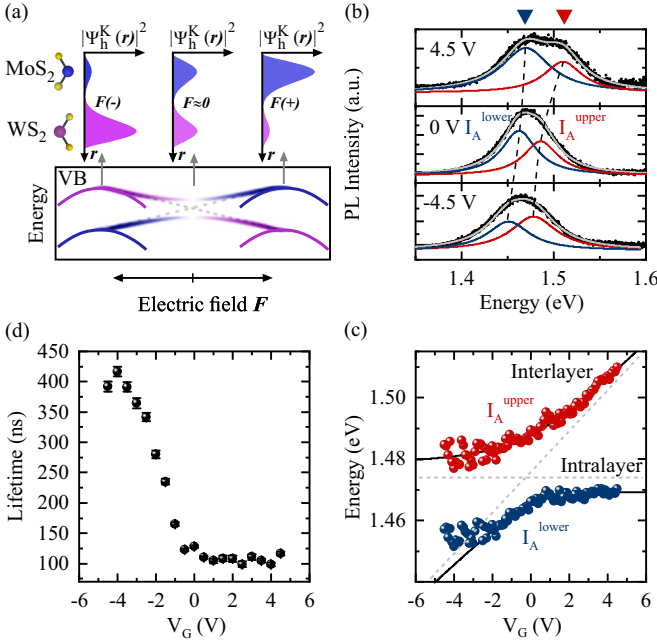 (a)
|Ψ_h^K (r)|² |Ψ_h^K (r)|² |Ψ_h^K (r)|²
MoS₂
WS₂
F(-) F≈0 F(+)
r r r
VB
Energy
Electric field F
(b)
4.5 V
0 V I_A^lower I_A^upper
-4.5 V
PL Intensity (a.u.)
1.4 1.5 1.6
Energy (eV)
(d)
450
400
350
300
250
200
150
100
Lifetime (ns)
-6 -4 -2 0 2 4 6
V_G (V)
(c)
Interlayer
I_A^upper
Intralayer
I_A^lower
1.50
1.48
1.46
Energy (eV)
-6 -4 -2 0 2 4 6
V_G (V)